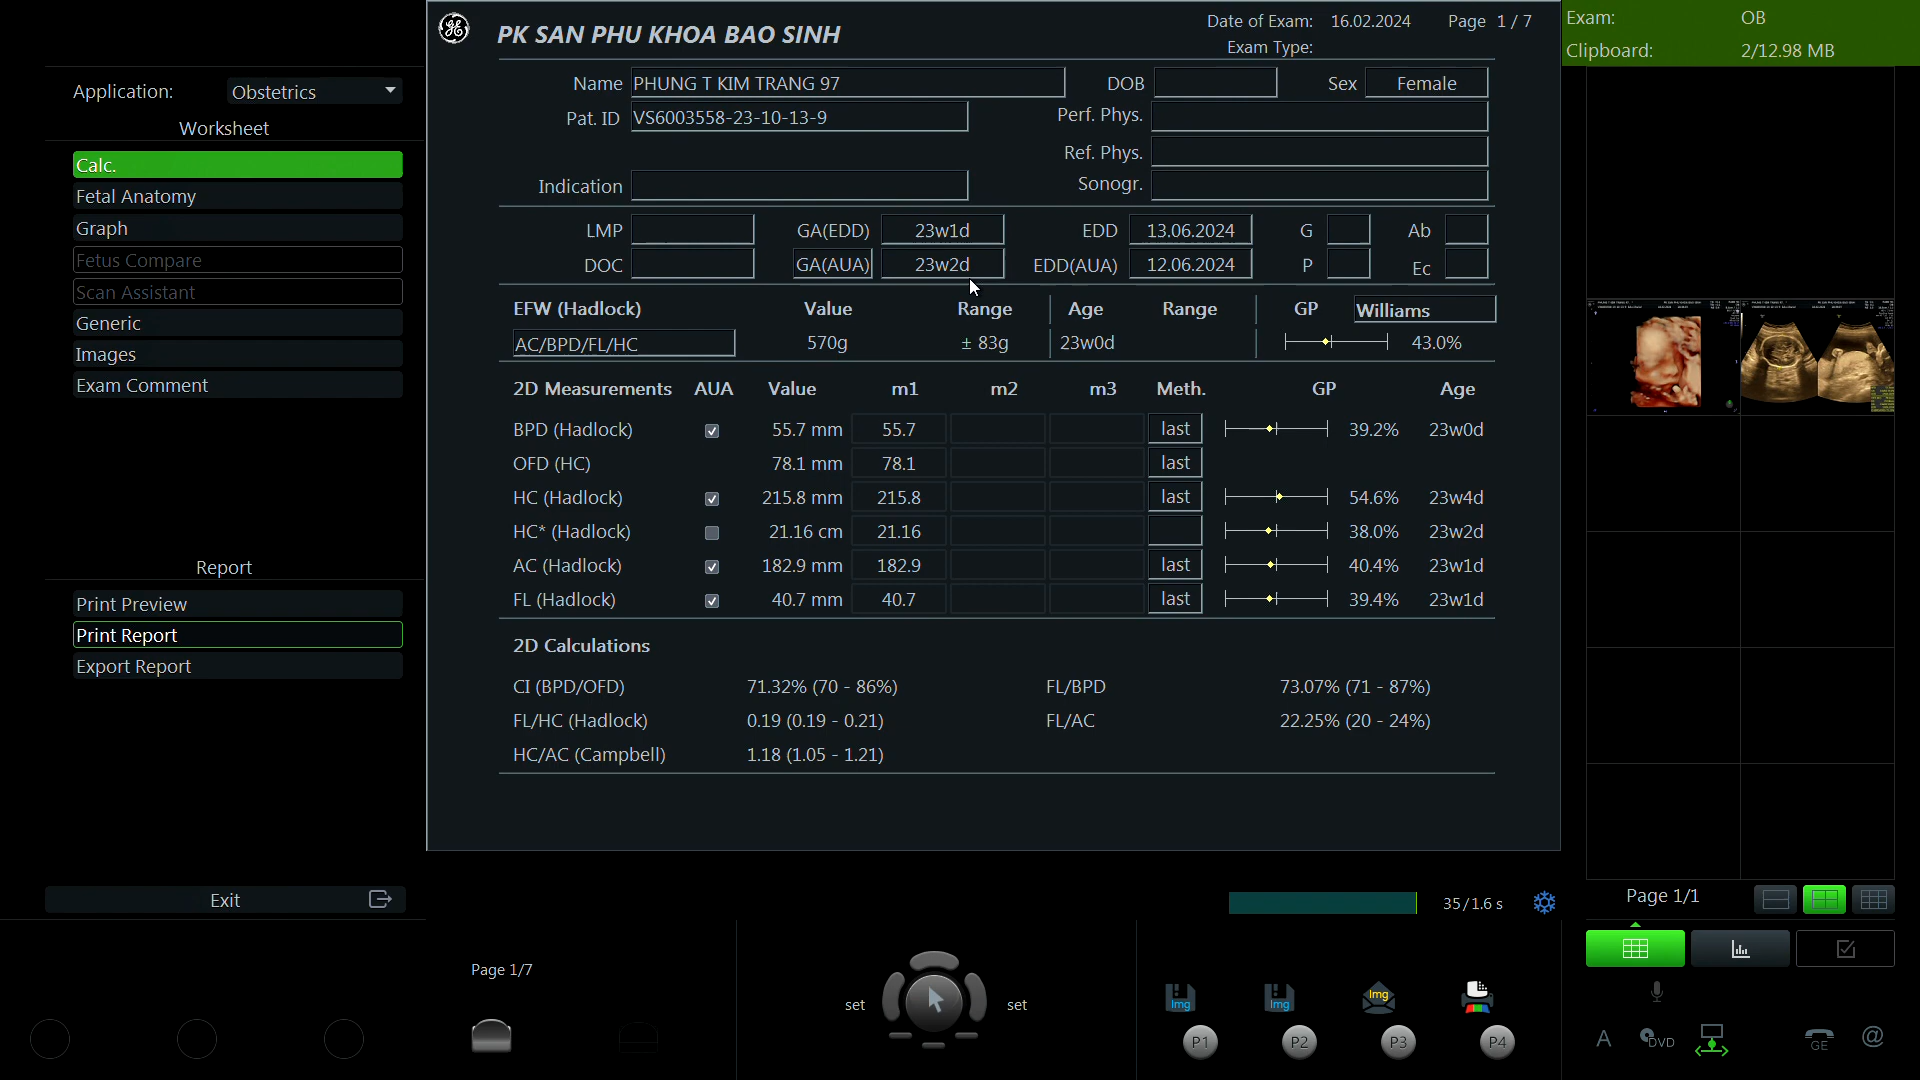 PK SAN PHU KHOA BAO SINH
Date of Exam: 16.02.2024 Page 1 / 7
Exam Type:
Exam: OB
Clipboard: 2/12.98 MB
Application: Obstetrics
Worksheet
Calc.
Fetal Anatomy
Graph
Fetus Compare
Scan Assistant
Generic
Images
Exam Comment
Report
Print Preview
Print Report
Export Report
Exit
Name PHUNG T KIM TRANG 97 DOB Sex Female
Pat. ID VS6003558-23-10-13-9 Perf. Phys.
Ref. Phys.
Indication Sonogr.
LMP GA(EDD) 23w1d EDD 13.06.2024 G Ab
DOC GA(AUA) 23w2d EDD(AUA) 12.06.2024 P Ec
EFW (Hadlock) Value Range Age Range GP Williams
AC/BPD/FL/HC 570g ± 83g 23w0d 43.0%
2D Measurements AUA Value m1 m2 m3 Meth. GP Age
BPD (Hadlock) 55.7 mm 55.7 last 39.2% 23w0d
OFD (HC) 78.1 mm 78.1 last
HC (Hadlock) 215.8 mm 215.8 last 54.6% 23w4d
HC* (Hadlock) 21.16 cm 21.16 38.0% 23w2d
AC (Hadlock) 182.9 mm 182.9 last 40.4% 23w1d
FL (Hadlock) 40.7 mm 40.7 last 39.4% 23w1d
2D Calculations
CI (BPD/OFD) 71.32% (70 - 86%) FL/BPD 73.07% (71 - 87%)
FL/HC (Hadlock) 0.19 (0.19 - 0.21) FL/AC 22.25% (20 - 24%)
HC/AC (Campbell) 1.18 (1.05 - 1.21)
35/1.6 s
Page 1/1
Page 1/7
set set
Img Img Img
P1 P2 P3 P4
A DVD GE @